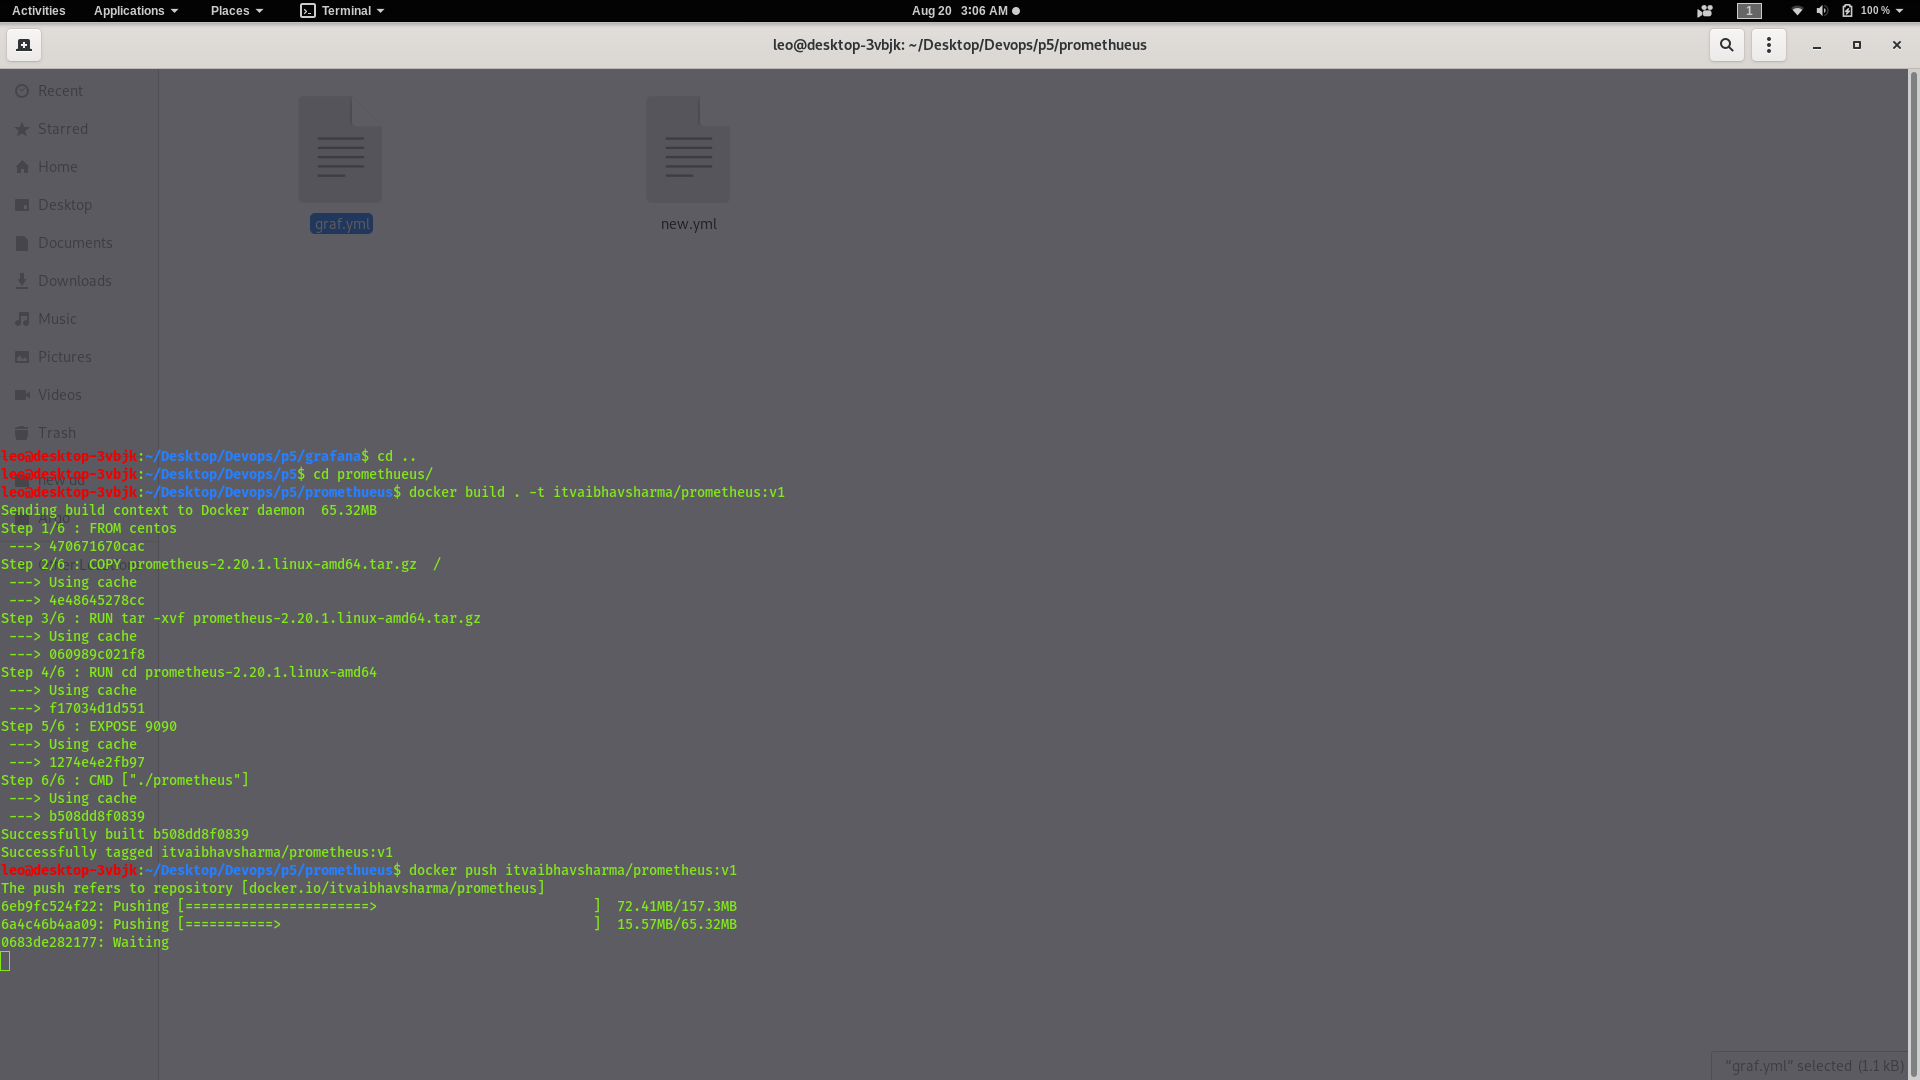 Activities Applications Places Terminal Aug 20 3:06 AM 1 100 %
leo@desktop-3vbjk: ~/Desktop/Devops/p5/promethueus
Recent
Starred
Home
Desktop
Documents
Downloads
Music
Pictures
Videos
Trash
graf.yml new.yml
leo@desktop-3vbjk:~/Desktop/Devops/p5/grafana$ cd ..
leo@desktop-3vbjk:~/Desktop/Devops/p5$ cd promethueus/
leo@desktop-3vbjk:~/Desktop/Devops/p5/promethueus$ docker build . -t itvaibhavsharma/prometheus:v1
Sending build context to Docker daemon  65.32MB
Step 1/6 : FROM centos
 ---> 470671670cac
Step 2/6 : COPY prometheus-2.20.1.linux-amd64.tar.gz  /
 ---> Using cache
 ---> 4e48645278cc
Step 3/6 : RUN tar -xvf prometheus-2.20.1.linux-amd64.tar.gz
 ---> Using cache
 ---> 060989c021f8
Step 4/6 : RUN cd prometheus-2.20.1.linux-amd64
 ---> Using cache
 ---> f17034d1d551
Step 5/6 : EXPOSE 9090
 ---> Using cache
 ---> 1274e4e2fb97
Step 6/6 : CMD ["./prometheus"]
 ---> Using cache
 ---> b508dd8f0839
Successfully built b508dd8f0839
Successfully tagged itvaibhavsharma/prometheus:v1
leo@desktop-3vbjk:~/Desktop/Devops/p5/promethueus$ docker push itvaibhavsharma/prometheus:v1
The push refers to repository [docker.io/itvaibhavsharma/prometheus]
6eb9fc524f22: Pushing [=======================>                           ]  72.41MB/157.3MB
6a4c46b4aa09: Pushing [===========>                                       ]  15.57MB/65.32MB
0683de282177: Waiting
"graf.yml" selected (1.1 kB)